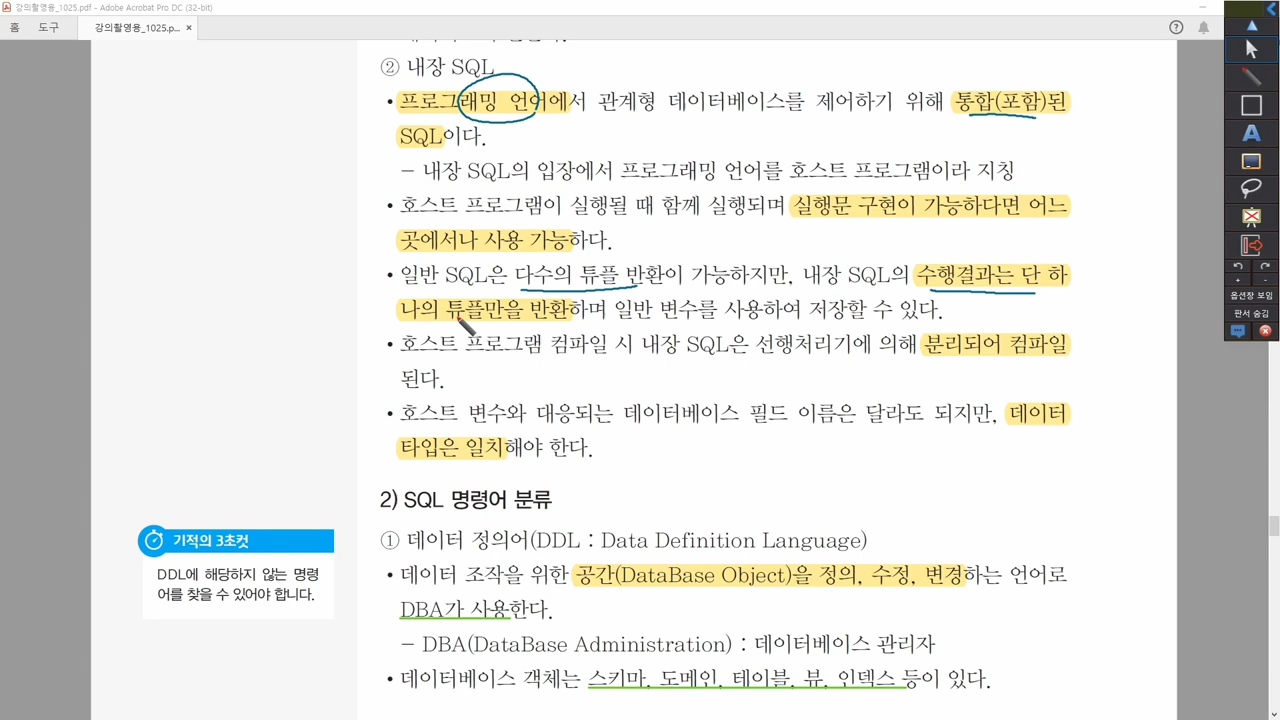 강의촬영용_1025.pdf - Adobe Acrobat Pro DC (32-bit)
홈 도구 강의촬영용_1025.p... ×
② 내장 SQL
• 프로그래밍 언어에서 관계형 데이터베이스를 제어하기 위해 통합(포함)된
SQL이다.
– 내장 SQL의 입장에서 프로그래밍 언어를 호스트 프로그램이라 지칭
• 호스트 프로그램이 실행될 때 함께 실행되며 실행문 구현이 가능하다면 어느
곳에서나 사용 가능하다.
• 일반 SQL은 다수의 튜플 반환이 가능하지만, 내장 SQL의 수행결과는 단 하
나의 튜플만을 반환하며 일반 변수를 사용하여 저장할 수 있다.
• 호스트 프로그램 컴파일 시 내장 SQL은 선행처리기에 의해 분리되어 컴파일
된다.
• 호스트 변수와 대응되는 데이터베이스 필드 이름은 달라도 되지만, 데이터
타입은 일치해야 한다.
2) SQL 명령어 분류
① 데이터 정의어(DDL : Data Definition Language)
• 데이터 조작을 위한 공간(DataBase Object)을 정의, 수정, 변경하는 언어로
DBA가 사용한다.
– DBA(DataBase Administration) : 데이터베이스 관리자
• 데이터베이스 객체는 스키마, 도메인, 테이블, 뷰, 인덱스 등이 있다.
기적의 3초컷
DDL에 해당하지 않는 명령
어를 찾을 수 있어야 합니다.
A
옵션창 보임
판서 숨김